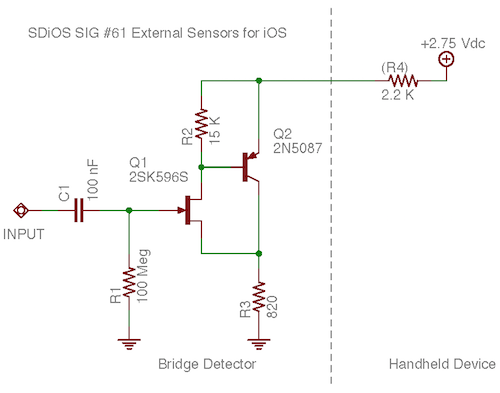 SDiOS SIG #61 External Sensors for iOS
+2.75 Vdc
(R4)
2.2 K
R2
15 K
Q2
2N5087
Q1
2SK596S
C1
100 nF
INPUT
R1
100 Meg
R3
820
Bridge Detector
Handheld Device